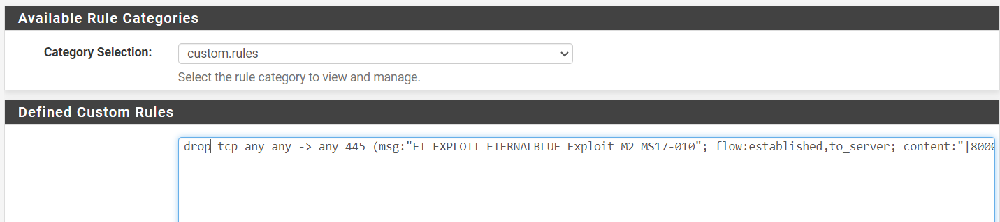 Available Rule Categories
Category Selection: custom.rules
Select the rule category to view and manage.
Defined Custom Rules
drop tcp any any -> any 445 (msg:"ET EXPLOIT ETERNALBLUE Exploit M2 MS17-010"; flow:established,to_server; content:"|8000